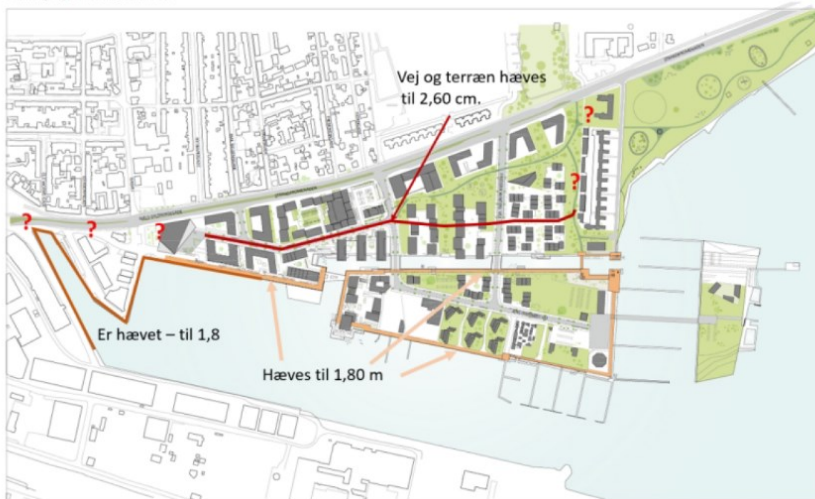 Vej og terræn hæves
til 2,60 cm.
?
?
?
?
?
Er hævet – til 1,8
Hæves til 1,80 m